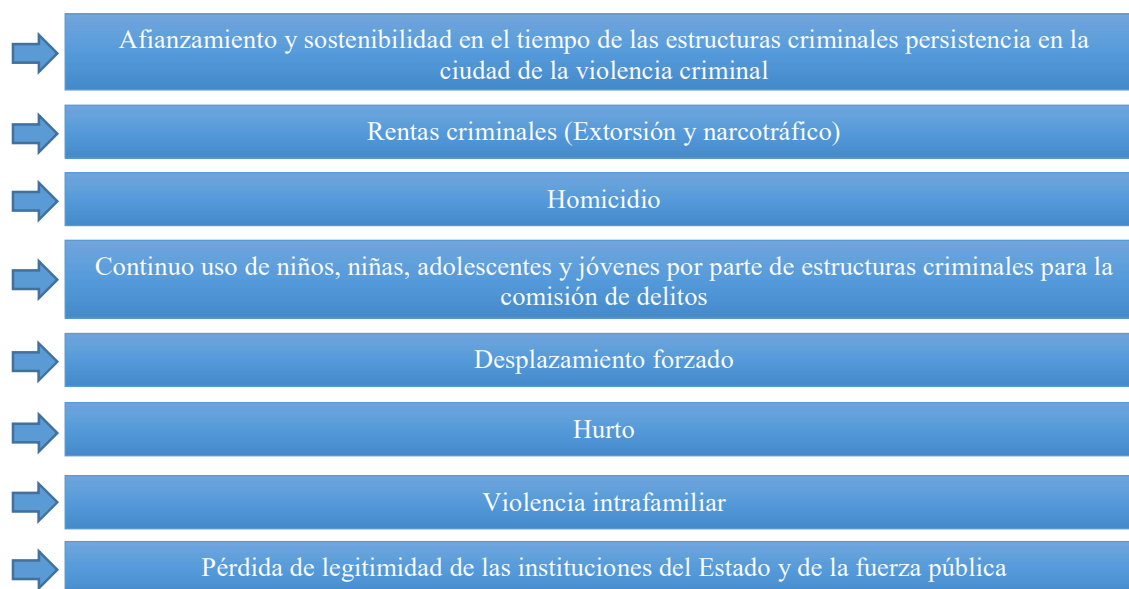 Afianzamiento y sostenibilidad en el tiempo de las estructuras criminales persistencia en la
ciudad de la violencia criminal
Rentas criminales (Extorsión y narcotráfico)
Homicidio
Continuo uso de niños, niñas, adolescentes y jóvenes por parte de estructuras criminales para la
comisión de delitos
Desplazamiento forzado
Hurto
Violencia intrafamiliar
Pérdida de legitimidad de las instituciones del Estado y de la fuerza pública